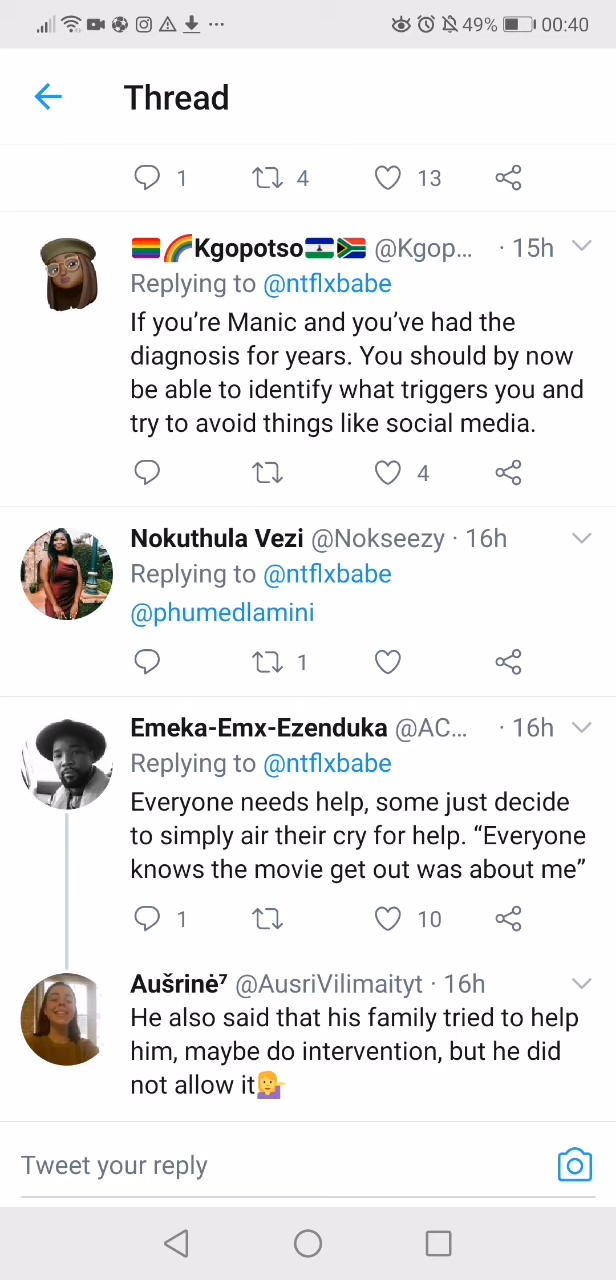 49% 00:40
Thread
1 4 13
Kgopotso @Kgop... · 15h
Replying to @ntflxbabe
If you're Manic and you've had the
diagnosis for years. You should by now
be able to identify what triggers you and
try to avoid things like social media.
4
Nokuthula Vezi @Nokseezy · 16h
Replying to @ntflxbabe
@phumedlamini
1
Emeka-Emx-Ezenduka @AC... · 16h
Replying to @ntflxbabe
Everyone needs help, some just decide
to simply air their cry for help. “Everyone
knows the movie get out was about me”
1 10
Aušrinė⁷ @AusriVilimaityt · 16h
He also said that his family tried to help
him, maybe do intervention, but he did
not allow it💁
Tweet your reply